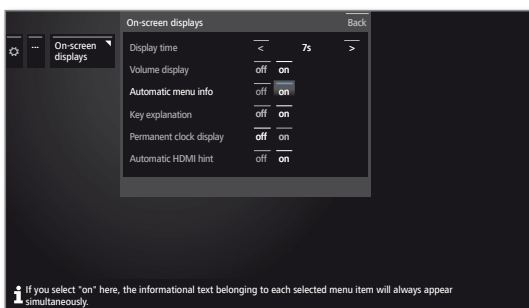 On-screen displays Back
... On-screen
displays
Display time < 7s >
Volume display off on
Automatic menu info off on
Key explanation off on
Permanent clock display off on
Automatic HDMI hint off on
i If you select "on" here, the informational text belonging to each selected menu item will always appear
simultaneously.